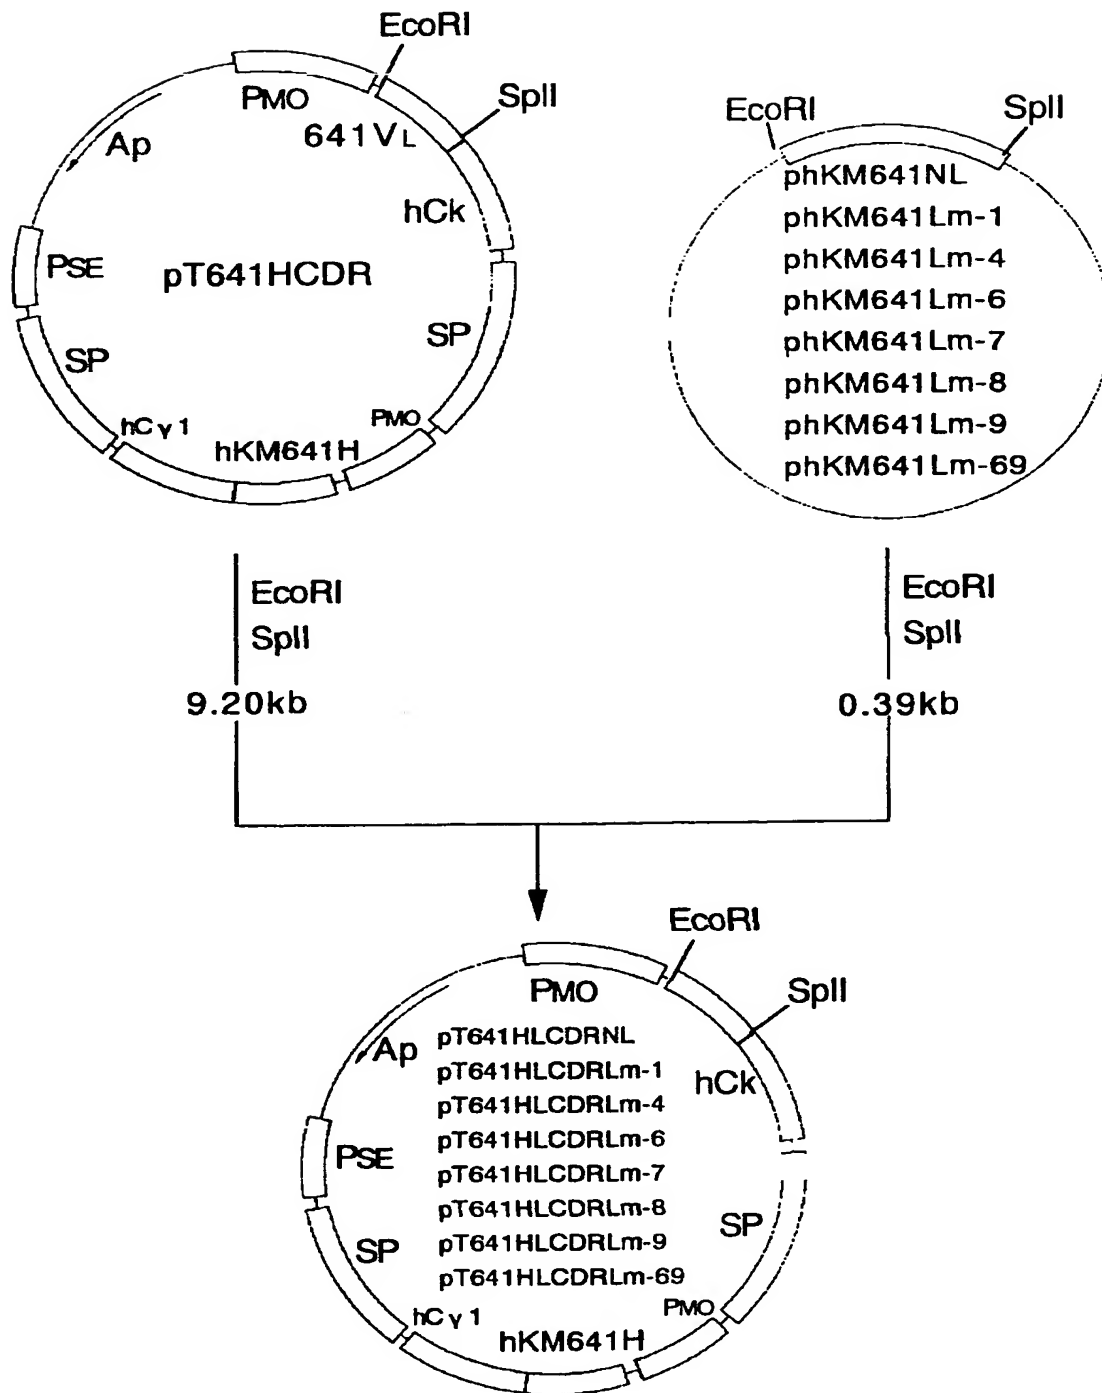 EcoRI
PMO
SplI
641VL
Ap
hCk
PSE
pT641HCDR
SP
SP
PMO
hCγ1
hKM641H
EcoRI
SplI
phKM641NL
phKM641Lm-1
phKM641Lm-4
phKM641Lm-6
phKM641Lm-7
phKM641Lm-8
phKM641Lm-9
phKM641Lm-69
EcoRI
SplI
9.20kb
EcoRI
SplI
0.39kb
EcoRI
PMO
SplI
Ap
hCk
pT641HLCDRNL
pT641HLCDRLm-1
pT641HLCDRLm-4
pT641HLCDRLm-6
pT641HLCDRLm-7
pT641HLCDRLm-8
pT641HLCDRLm-9
pT641HLCDRLm-69
PSE
SP
SP
PMO
hCγ1
hKM641H